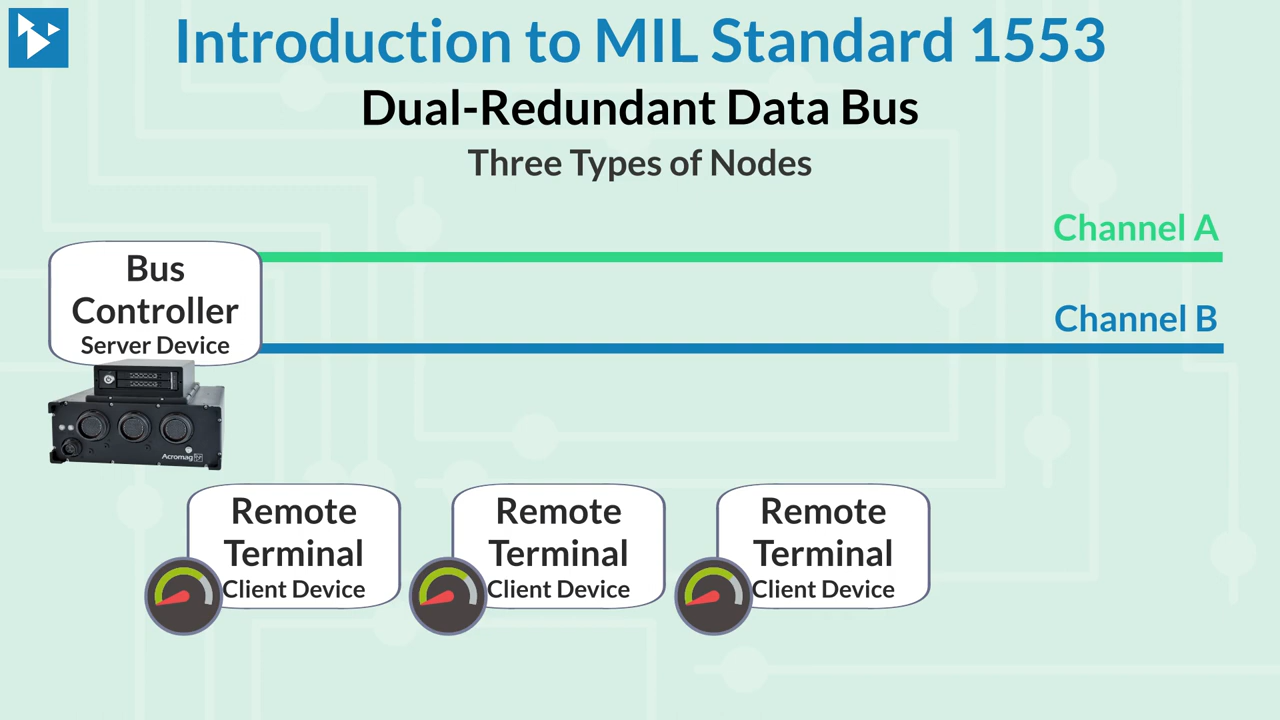 Introduction to MIL Standard 1553
Dual-Redundant Data Bus
Three Types of Nodes
Channel A
Bus
Controller
Server Device
Channel B
Acromag
Remote
Terminal
Client Device
Remote
Terminal
Client Device
Remote
Terminal
Client Device